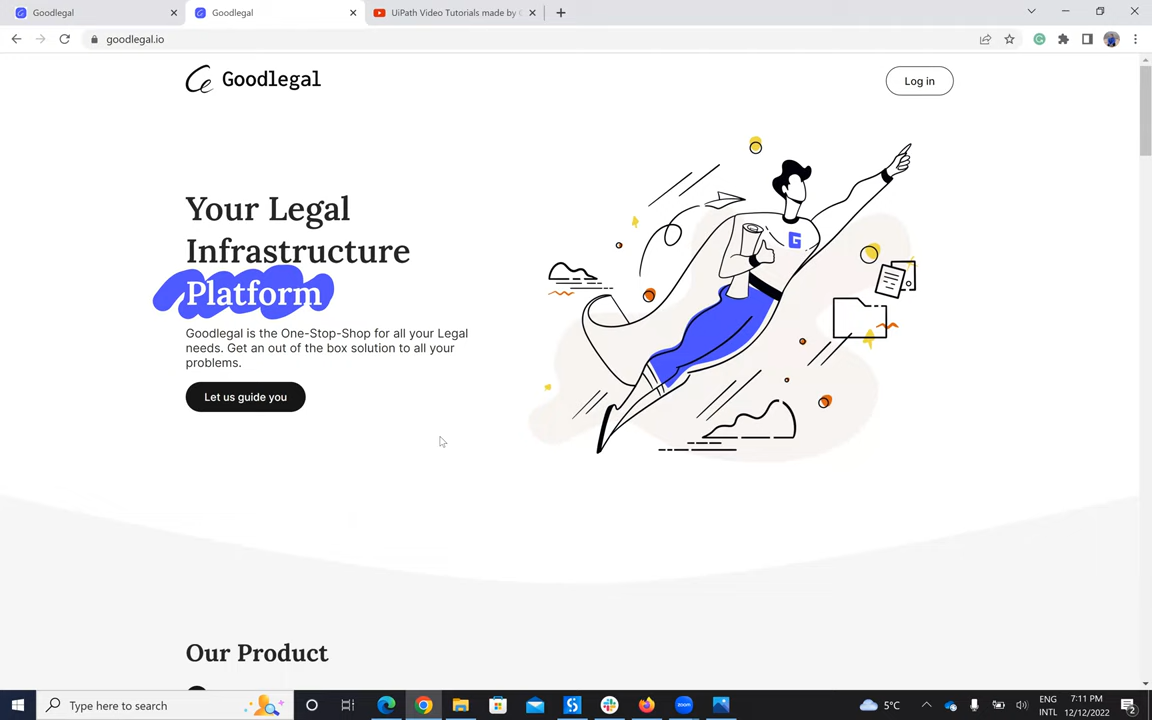 Goodlegal
Goodlegal
UiPath Video Tutorials made by
goodlegal.io
Goodlegal
Log in
Your Legal
Infrastructure
Platform
Goodlegal is the One-Stop-Shop for all your Legal
needs. Get an out of the box solution to all your
problems.
Let us guide you
G
Our Product
Type here to search
5°C
ENG
INTL
7:11 PM
12/12/2022
2